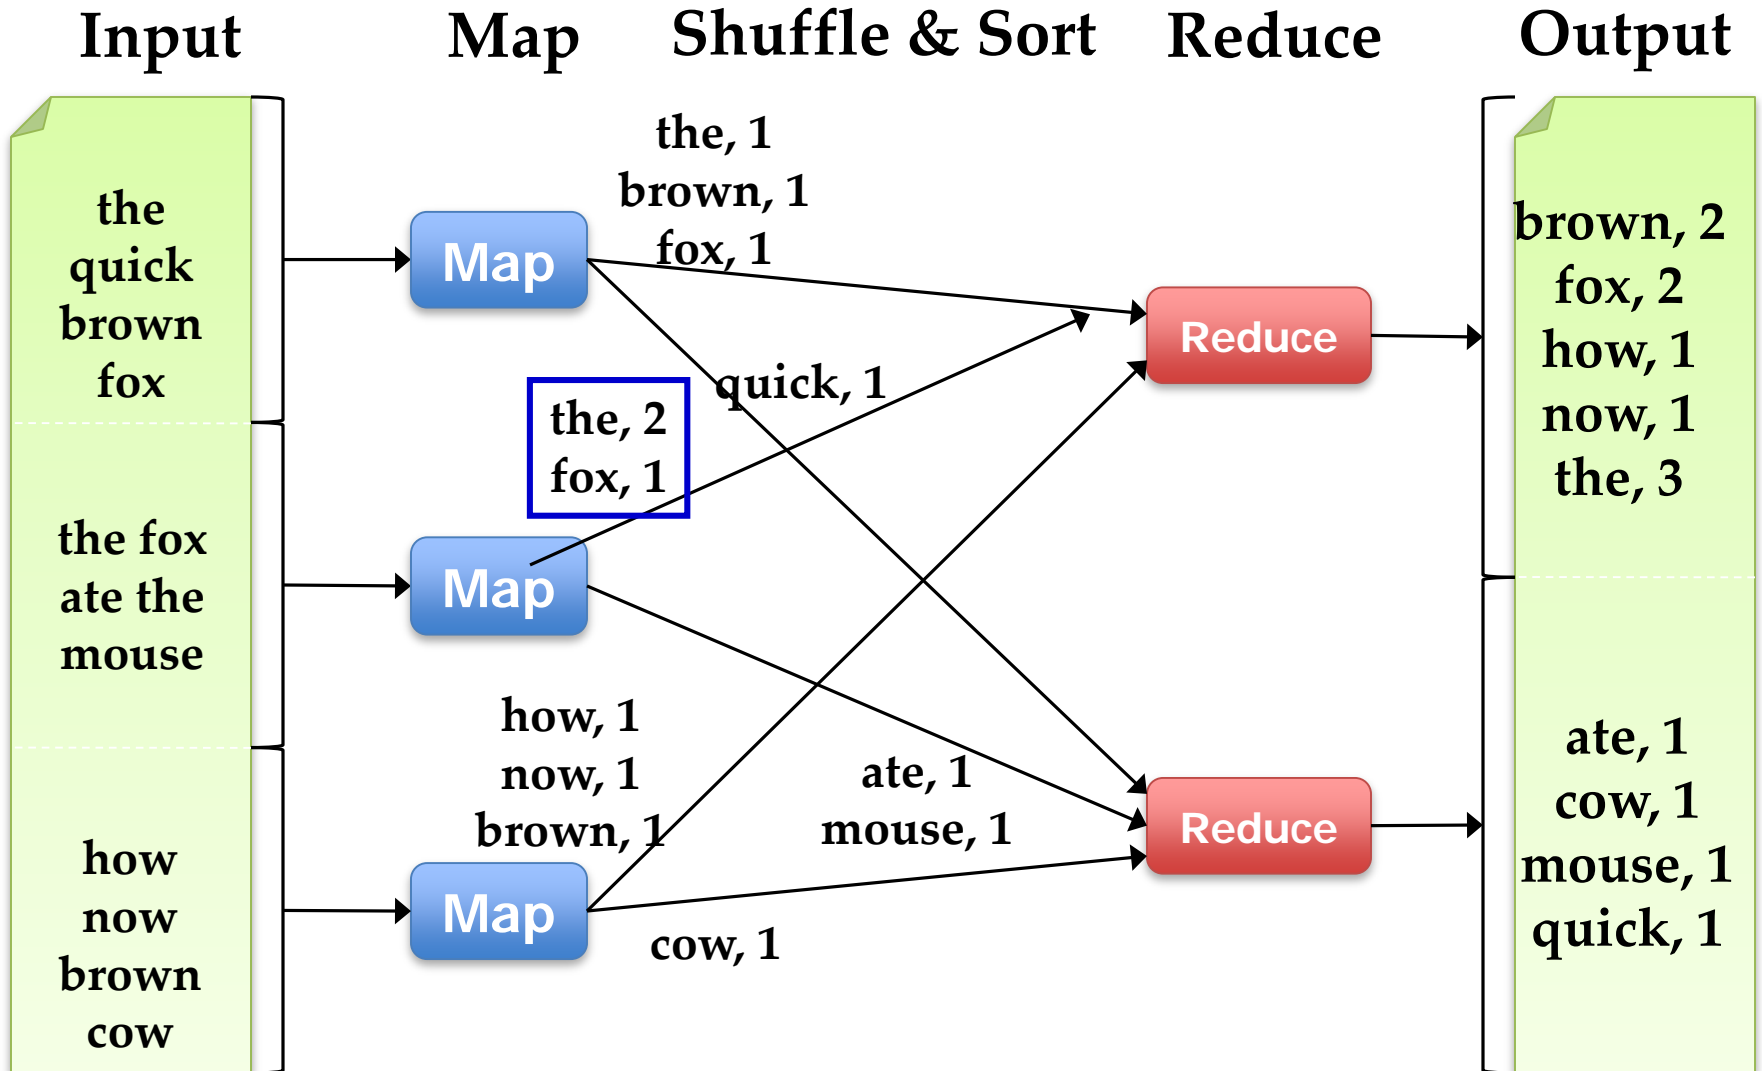 Input
Map
Shuffle & Sort
Reduce
Output
the
quick
brown
fox
the fox
ate the
mouse
how
now
brown
cow
Map
Map
Map
the, 1
brown, 1
fox, 1
quick, 1
the, 2
fox, 1
how, 1
now, 1
brown, 1
ate, 1
mouse, 1
cow, 1
Reduce
Reduce
brown, 2
fox, 2
how, 1
now, 1
the, 3
ate, 1
cow, 1
mouse, 1
quick, 1